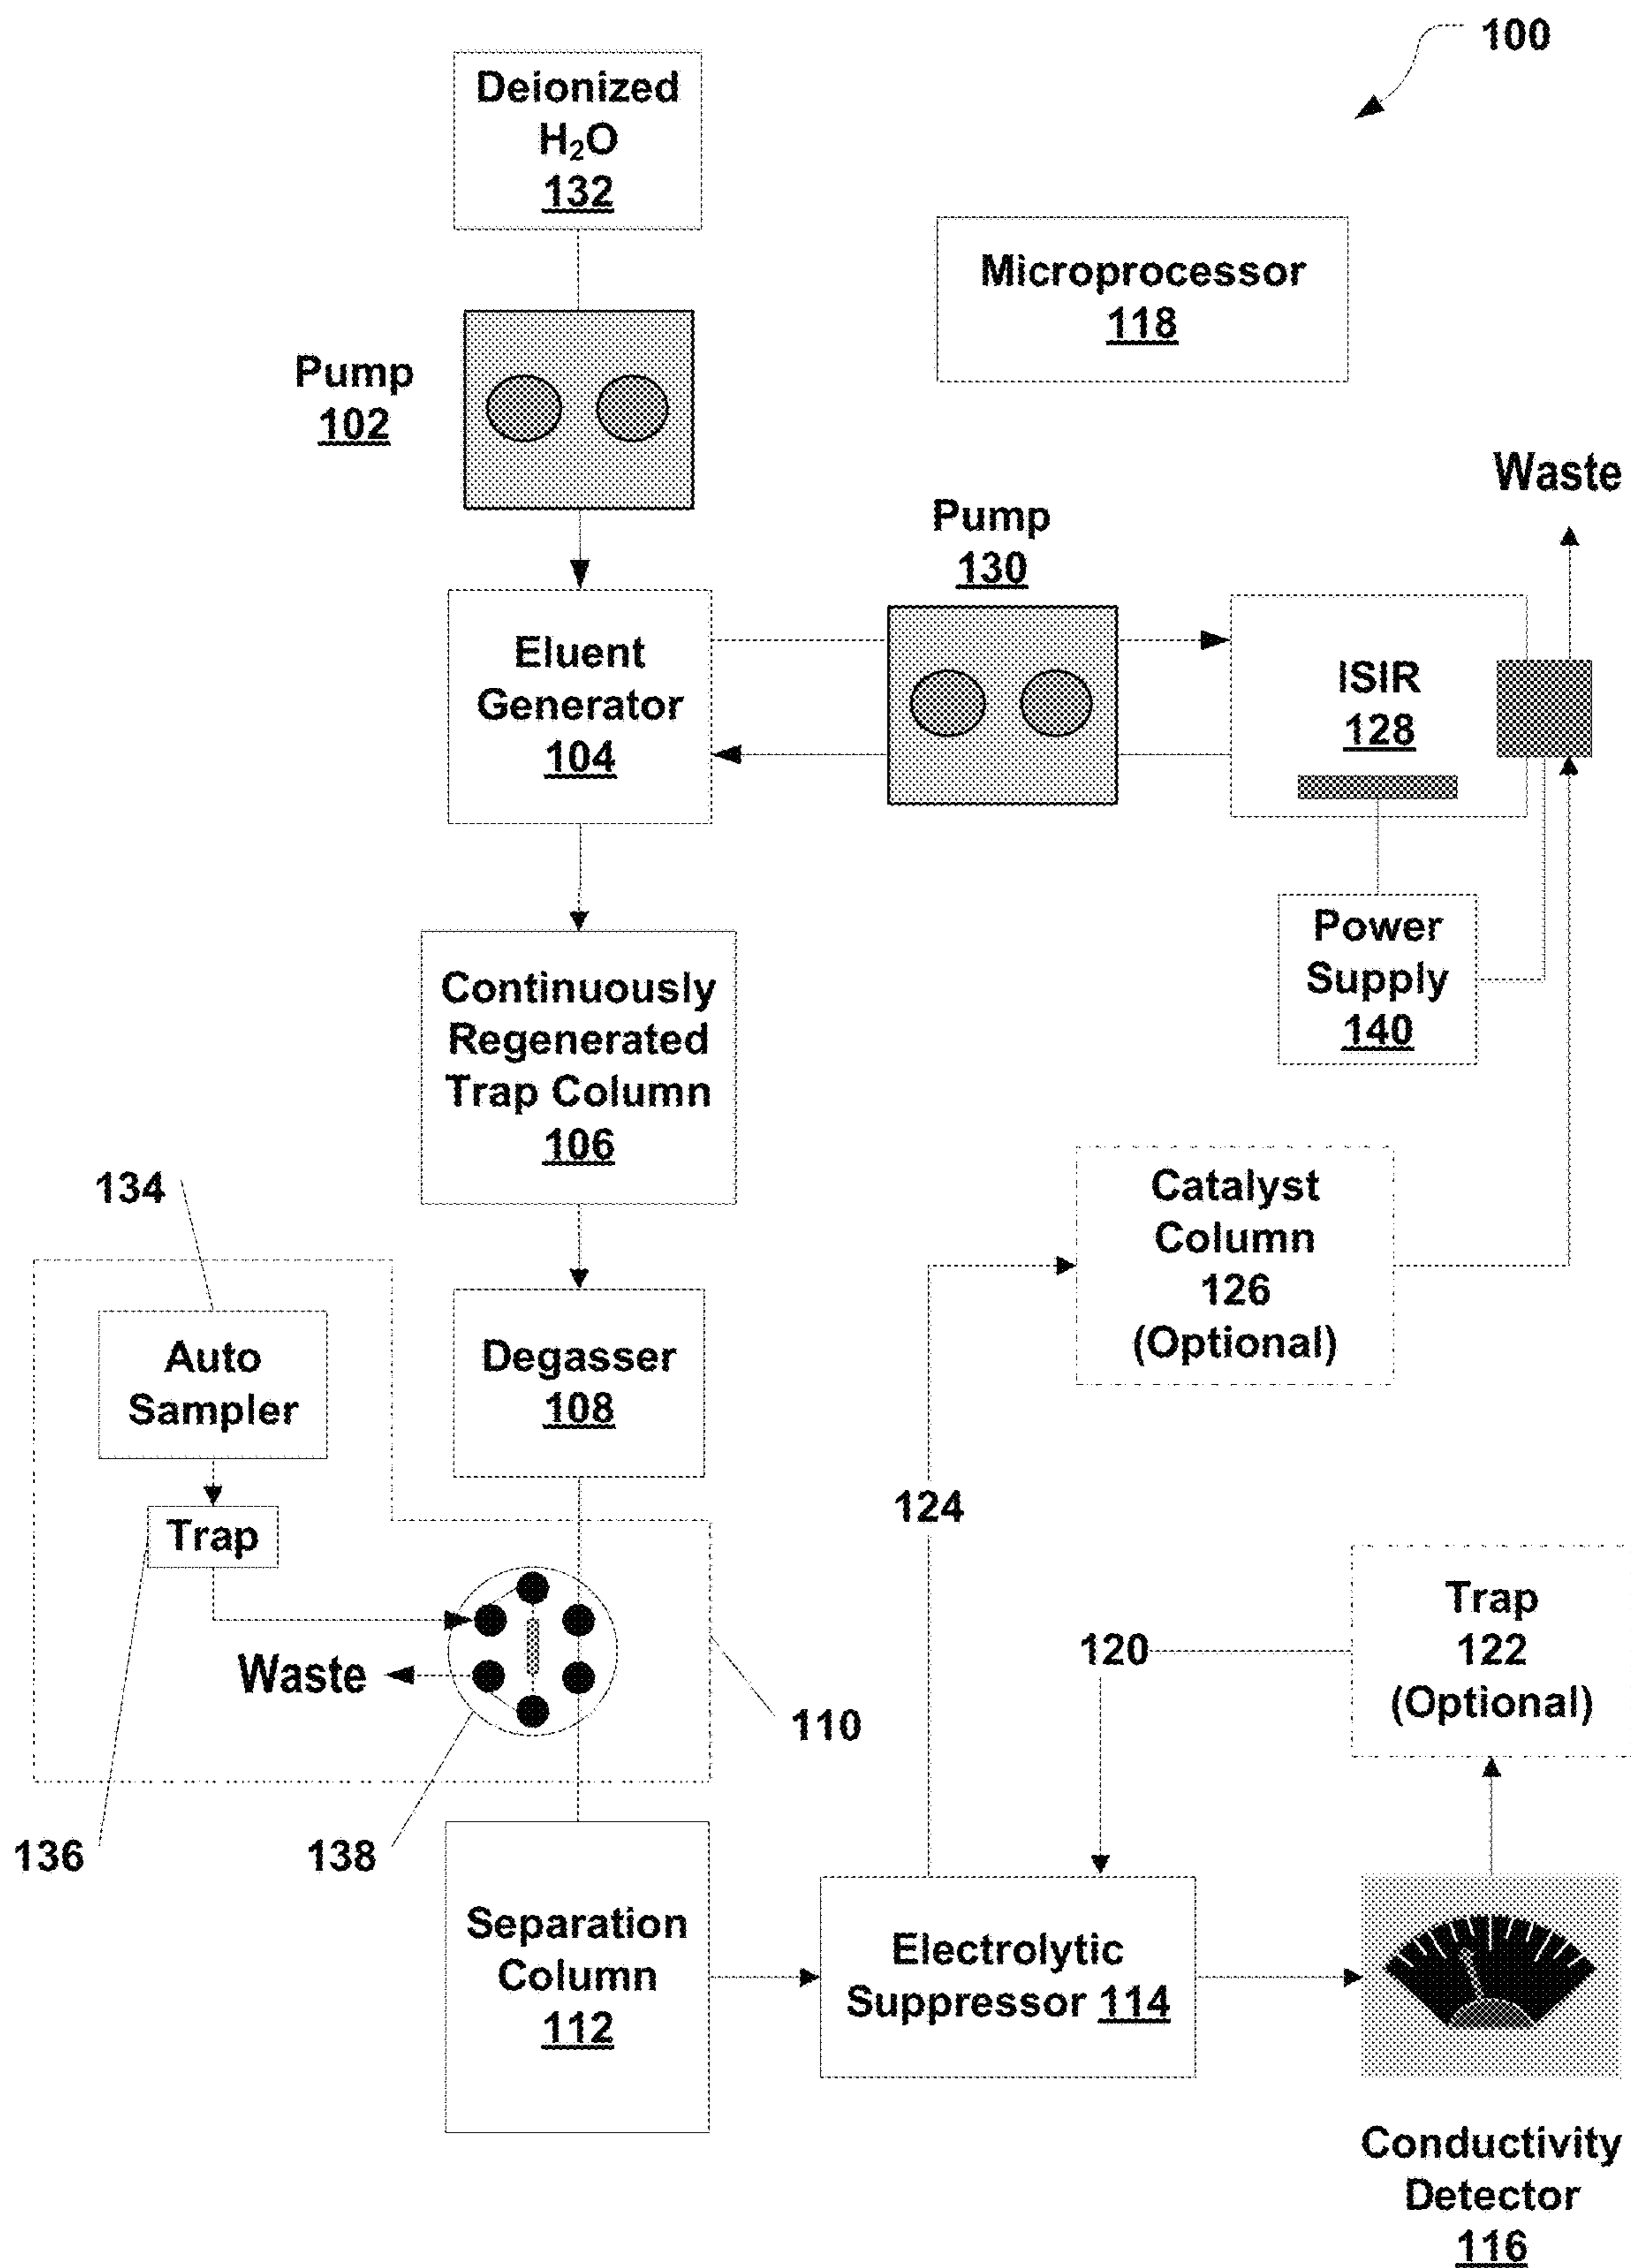 100
Deionized
H₂O
132
Microprocessor
118
Pump
102
Waste
Pump
130
Eluent
Generator
104
ISIR
128
Power
Supply
140
Continuously
Regenerated
Trap Column
106
134
Catalyst
Column
126
(Optional)
Auto
Sampler
Degasser
108
124
Trap
Trap
122
(Optional)
120
Waste
110
136
138
Separation
Column
112
Electrolytic
Suppressor 114
Conductivity
Detector
116